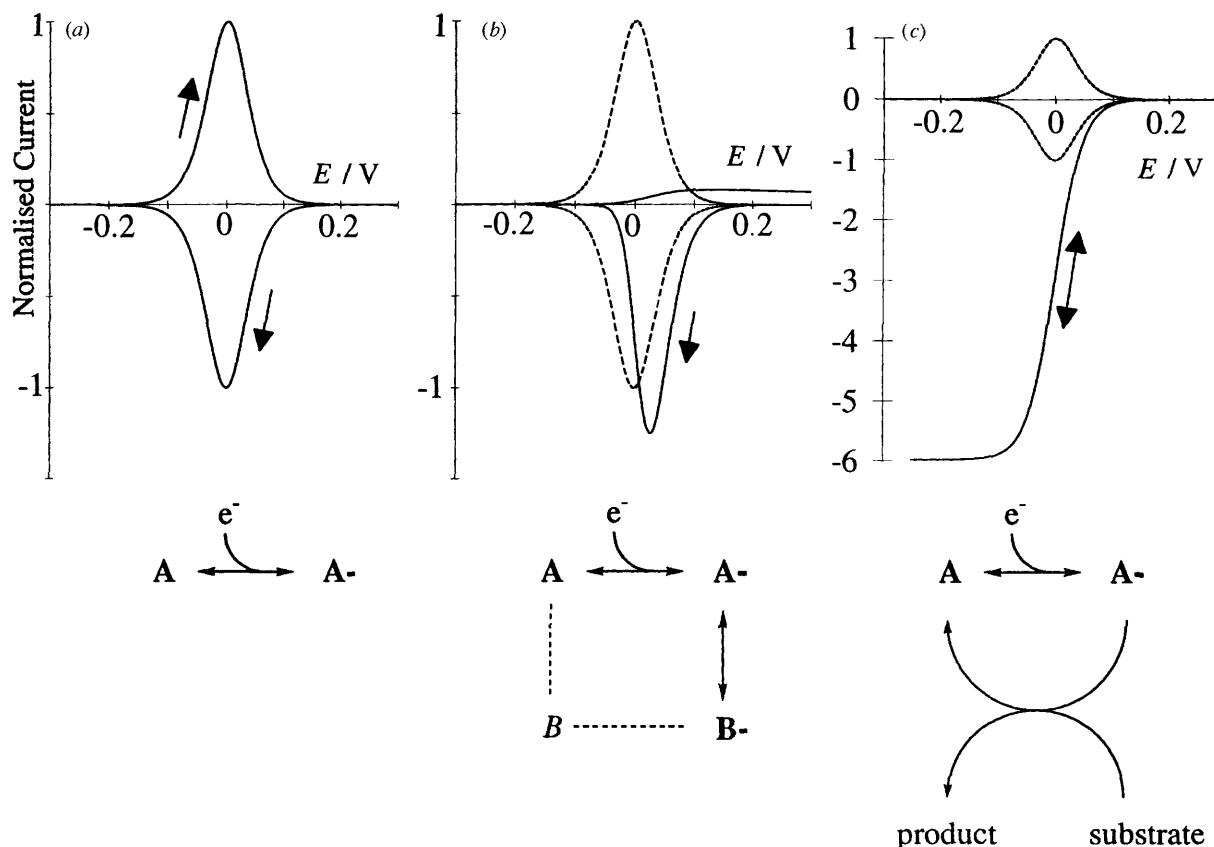 1
(a)
Normalised Current
E / V
-0.2
0
0.2
-1
e-
A
A-
1
(b)
E / V
-0.2
0
0.2
-1
e-
A
A-
B
B-
(c)
1
0
-0.2
0
0.2
-1
E / V
-2
-3
-4
-5
-6
e-
A
A-
product
substrate